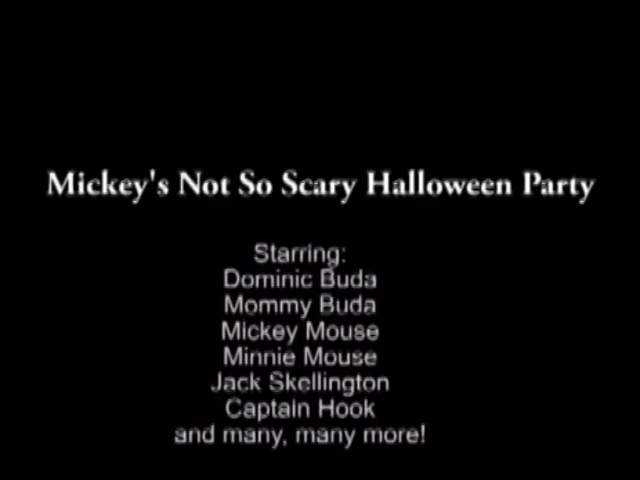 Mickey's Not So Scary Halloween Party
Starring:
Dominic Buda
Mommy Buda
Mickey Mouse
Minnie Mouse
Jack Skellington
Captain Hook
and many, many more!